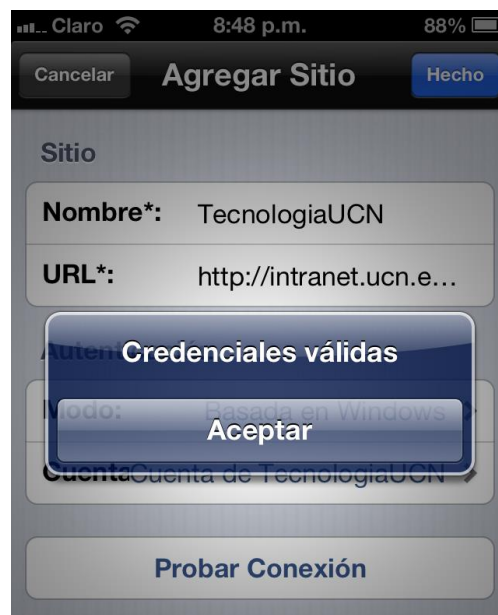 Claro 8:48 p.m. 88%
Cancelar Agregar Sitio Hecho
Sitio
Nombre*: TecnologiaUCN
URL*: http://intranet.ucn.e...
Credenciales válidas
Modo: Basada en Windows
Aceptar
Cuenta Cuenta de TecnologiaUCN
Probar Conexión